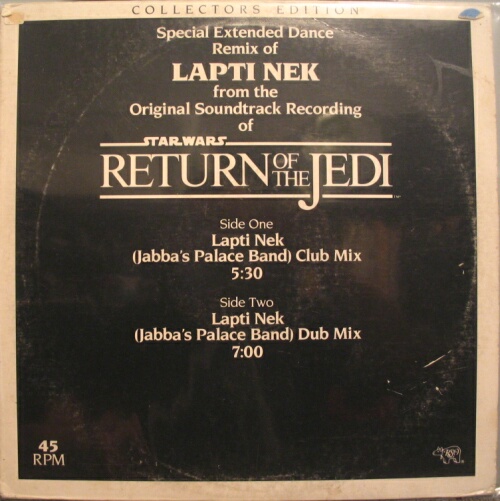 COLLECTORS EDITION
Special Extended Dance
Remix of
LAPTI NEK
from the
Original Soundtrack Recording
of
STAR WARS
RETURN OF THE JEDI
Side One
Lapti Nek
(Jabba's Palace Band) Club Mix
5:30
Side Two
Lapti Nek
(Jabba's Palace Band) Dub Mix
7:00
45
RPM
RSO